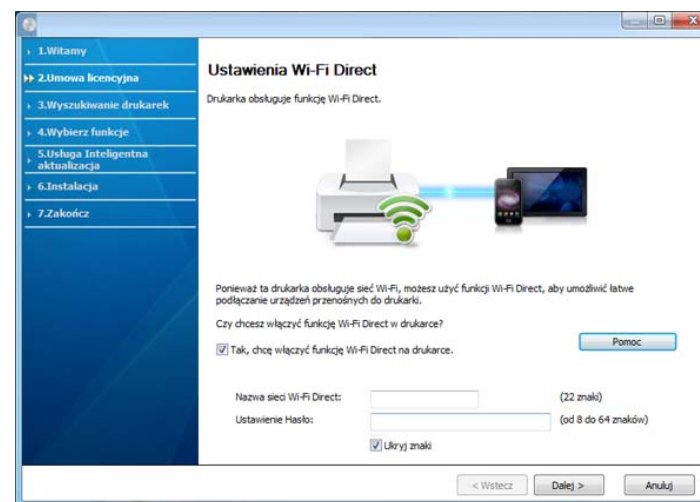 1.Witamy
2.Umowa licencyjna
3.Wyszukiwanie drukarek
4.Wybierz funkcje
5.Usługa Inteligentna
aktualizacja
6.Instalacja
7.Zakończ
Ustawienia Wi-Fi Direct
Drukarka obsługuje funkcję Wi-Fi Direct.
Ponieważ ta drukarka obsługuje sieć Wi-Fi, możesz użyć funkcji Wi-Fi Direct, aby umożliwić łatwe
podłączanie urządzeń przenośnych do drukarki.
Czy chcesz włączyć funkcję Wi-Fi Direct w drukarce?
Pomoc
Tak, chcę włączyć funkcję Wi-Fi Direct na drukarce.
Nazwa sieci Wi-Fi Direct: (22 znaki)
Ustawienie Hasło: (od 8 do 64 znaków)
Ukryj znaki
< Wstecz Dalej > Anuluj